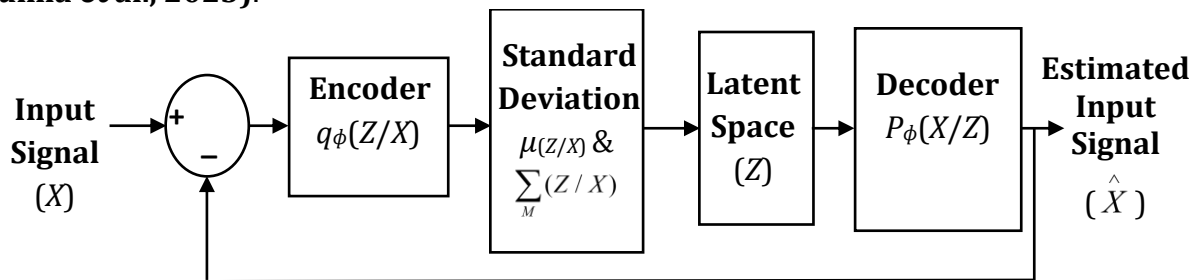 Input
Signal
(X)
+
−
Encoder
qϕ(Z/X)
Standard
Deviation
μ(Z/X) &
∑(Z / X)
M
Latent
Space
(Z)
Decoder
Pϕ(X/Z)
Estimated
Input
Signal
( X̂ )